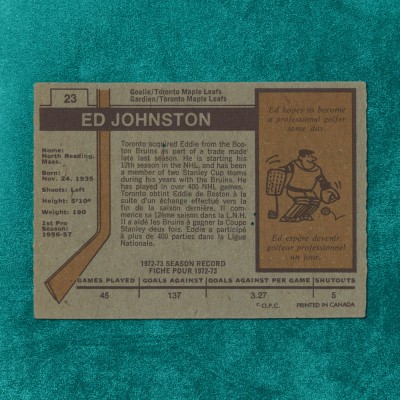 23
Goalie/Toronto Maple Leafs
Gardien/Toronto Maple Leafs
ED JOHNSTON
Name:
North Reading,
Mass.
Born:
Nov. 24, 1935
Shoots: Left
Height: 5'10"
Weight: 190
1st Pro
Season:
1956-57
Toronto acquired Eddie from the Bos-
ton Bruins as part of a trade made
late last season. He is starting his
12th season in the NHL, and has been
a member of two Stanley Cup teams
during his years with the Bruins. He
has played in over 400 NHL games.
Toronto obtint Eddie de Boston à la
suite d'un échange effectué vers la
fin de la saison dernière. Il commen-
ce sa 12ème saison dans la L.N.H.
Il a aidé les Bruins à gagner la Coupe
Stanley deux fois. Eddie a participé
à plus de 400 parties dans la Ligue
Nationale.
Ed hopes to become
a professional golfer
some day.
Ed espère devenir
golfeur professionnel
un jour.
1972-73 SEASON RECORD
FICHE POUR 1972-73
GAMES PLAYED GOALS AGAINST GOALS AGAINST PER GAME SHUTOUTS
45 137 3.27 5
© O.P.C. PRINTED IN CANADA